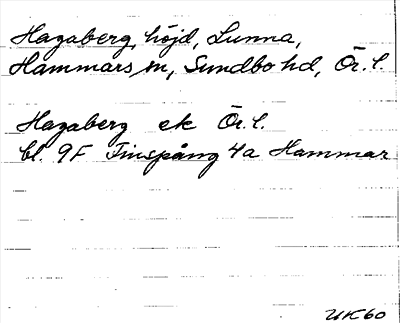 Hagaberg, höjd, Lunna,
Hammars sn, Sundbo hd, Ör. l.
Hagaberg ek Ör. l.
bl. 9F Finspång 4a Hammar
UK60